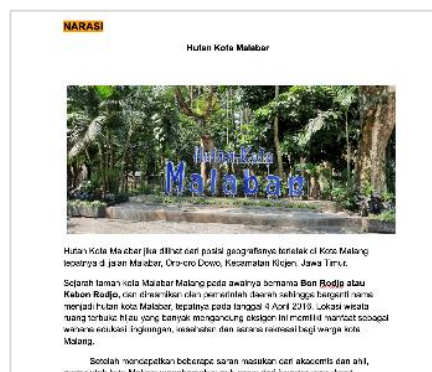 NARASI
Hutan Kota Malabar
Hutan Kota
Malabar
Hutan Kota Malabar jika dilihat dari posisi geografisnya terletak di Kota Malang
tepatnya di jalan Malabar, Oro-oro Dowo, Kecamatan Klojen, Jawa Timur.
Sejarah taman kota Malabar Malang pada awalnya bernama Bon Rodjo atau
Kebon Rodjo, dan diresmikan oleh pemerintah daerah sehingga berganti nama
menjadi hutan kota Malabar, tepatnya pada tanggal 4 April 2016. Lokasi wisata
ruang terbuka hijau yang banyak mengandung oksigen ini memiliki manfaat sebagai
wahana edukasi lingkungan, kesehatan dan sarana rekreasi bagi warga kota
Malang.
Setelah mendapatkan beberapa saran masukan dari akademis dan ahli,